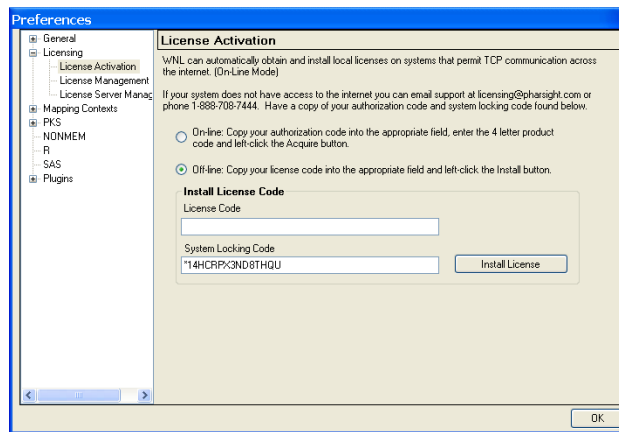 Preferences
General
Licensing
License Activation
License Management
License Server Manag
Mapping Contexts
PKS
NONMEM
R
SAS
Plugins
License Activation
WNL can automatically obtain and install local licenses on systems that permit TCP communication across
the internet. (On-Line Mode)
If your system does not have access to the internet you can email support at licensing@pharsight.com or
phone 1-888-708-7444. Have a copy of your authorization code and system locking code found below.
On-line: Copy your authorization code into the appropriate field, enter the 4 letter product
code and left-click the Acquire button.
Off-line: Copy your license code into the appropriate field and left-click the Install button.
Install License Code
License Code
System Locking Code
*14HCRPX3ND8THQU
Install License
OK